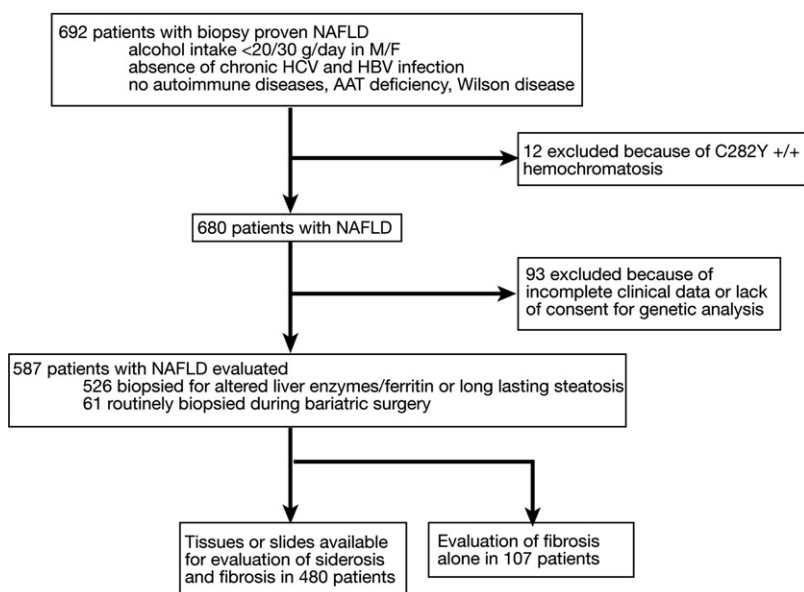 692 patients with biopsy proven NAFLD
alcohol intake <20/30 g/day in M/F
absence of chronic HCV and HBV infection
no autoimmune diseases, AAT deficiency, Wilson disease
12 excluded because of C282Y +/+
hemochromatosis
680 patients with NAFLD
93 excluded because of
incomplete clinical data or lack
of consent for genetic analysis
587 patients with NAFLD evaluated
526 biopsied for altered liver enzymes/ferritin or long lasting steatosis
61 routinely biopsied during bariatric surgery
Tissues or slides available
for evaluation of siderosis
and fibrosis in 480 patients
Evaluation of fibrosis
alone in 107 patients